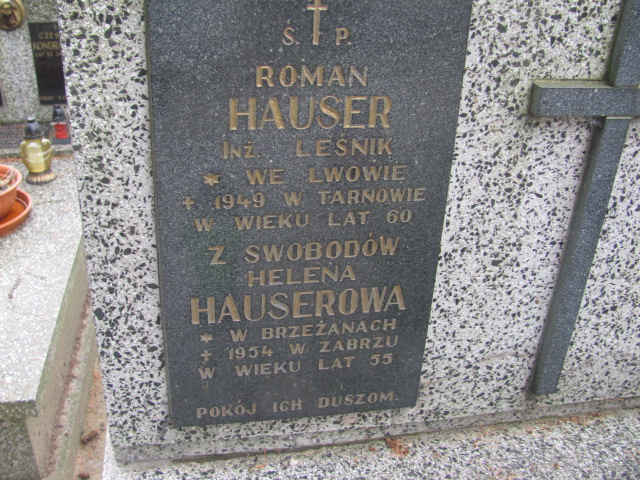 Ś. P.
ROMAN
HAUSER
INŻ. LEŚNIK
* WE LWOWIE
+ 1949 W TARNOWIE
W WIEKU LAT 60
Z SWOBODÓW
HELENA
HAUSEROWA
* W BRZEŻANACH
+ 1954 W ZABRZU
W WIEKU LAT 55
POKÓJ ICH DUSZOM.